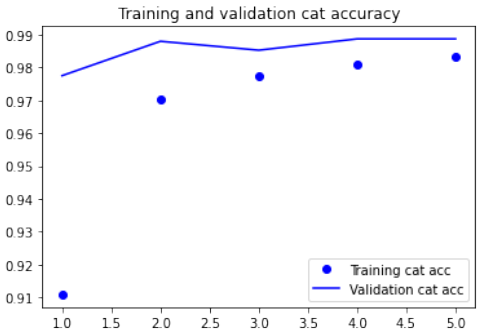 Training and validation cat accuracy
0.99
0.98
0.97
0.96
0.95
0.94
0.93
0.92
0.91
Training cat acc
Validation cat acc
1.0 1.5 2.0 2.5 3.0 3.5 4.0 4.5 5.0